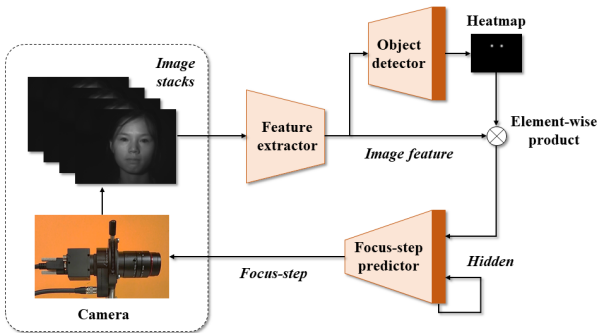 Image
stacks
Object
detector
Heatmap
Feature
extractor
Image feature
Element-wise
product
Focus-step
predictor
Hidden
Focus-step
Camera